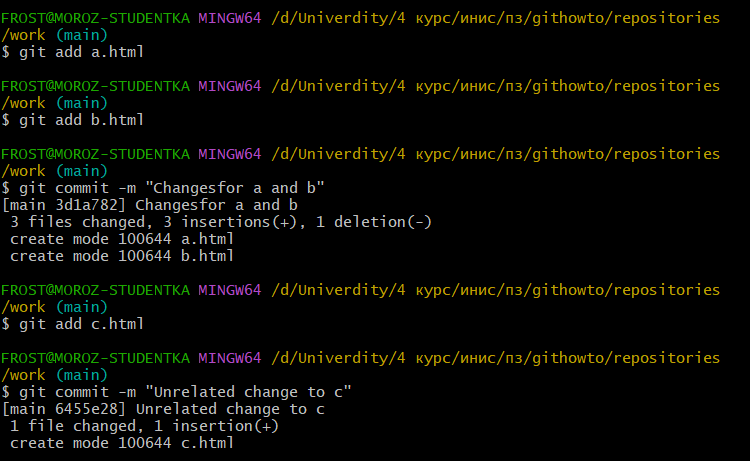 FROST@MOROZ-STUDENTKA MINGW64 /d/Univerdity/4 курс/инис/пз/githowto/repositories
/work (main)
$ git add a.html
FROST@MOROZ-STUDENTKA MINGW64 /d/Univerdity/4 курс/инис/пз/githowto/repositories
/work (main)
$ git add b.html
FROST@MOROZ-STUDENTKA MINGW64 /d/Univerdity/4 курс/инис/пз/githowto/repositories
/work (main)
$ git commit -m "Changesfor a and b"
[main 3d1a782] Changesfor a and b
 3 files changed, 3 insertions(+), 1 deletion(-)
 create mode 100644 a.html
 create mode 100644 b.html
FROST@MOROZ-STUDENTKA MINGW64 /d/Univerdity/4 курс/инис/пз/githowto/repositories
/work (main)
$ git add c.html
FROST@MOROZ-STUDENTKA MINGW64 /d/Univerdity/4 курс/инис/пз/githowto/repositories
/work (main)
$ git commit -m "Unrelated change to c"
[main 6455e28] Unrelated change to c
 1 file changed, 1 insertion(+)
 create mode 100644 c.html